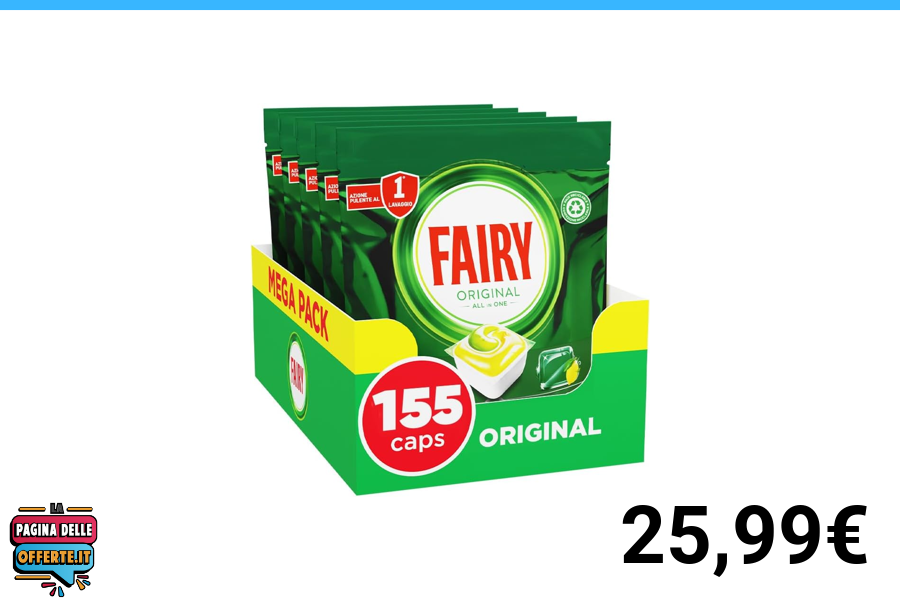 AZIONE
PULENTE AL
1°
LAVAGGIO
FAIRY
ORIGINAL
ALL IN ONE
MEGA PACK
FAIRY
155
caps
ORIGINAL
LA
PAGINA DELLE
OFFERTE.IT
25,99€